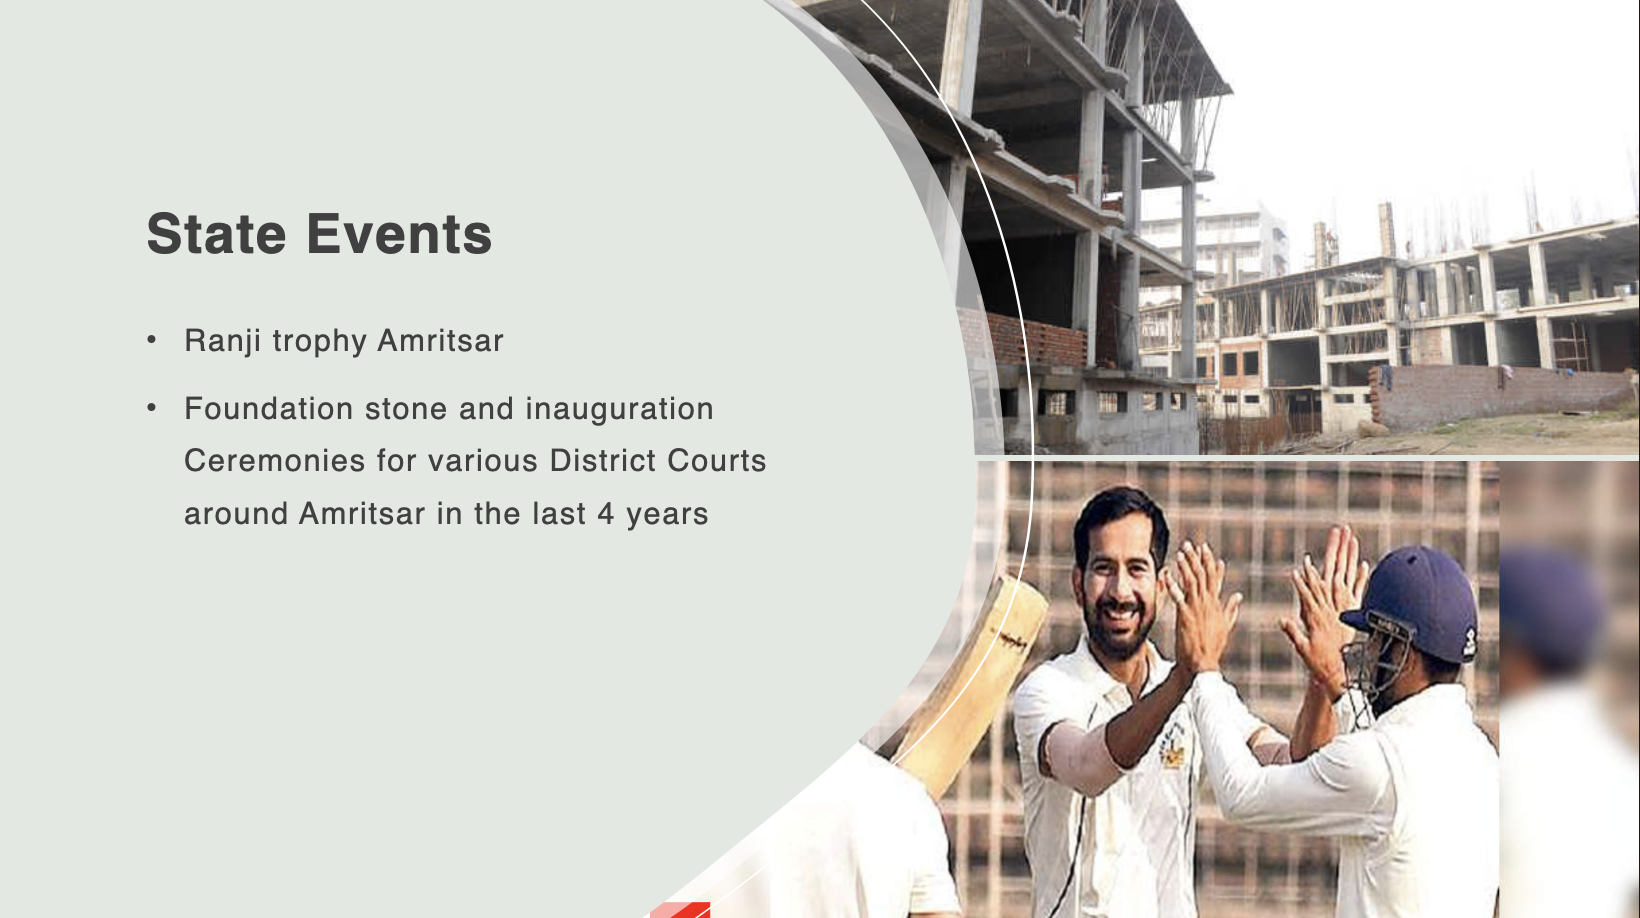 State Events
• Ranji trophy Amritsar
• Foundation stone and inauguration
Ceremonies for various District Courts
around Amritsar in the last 4 years